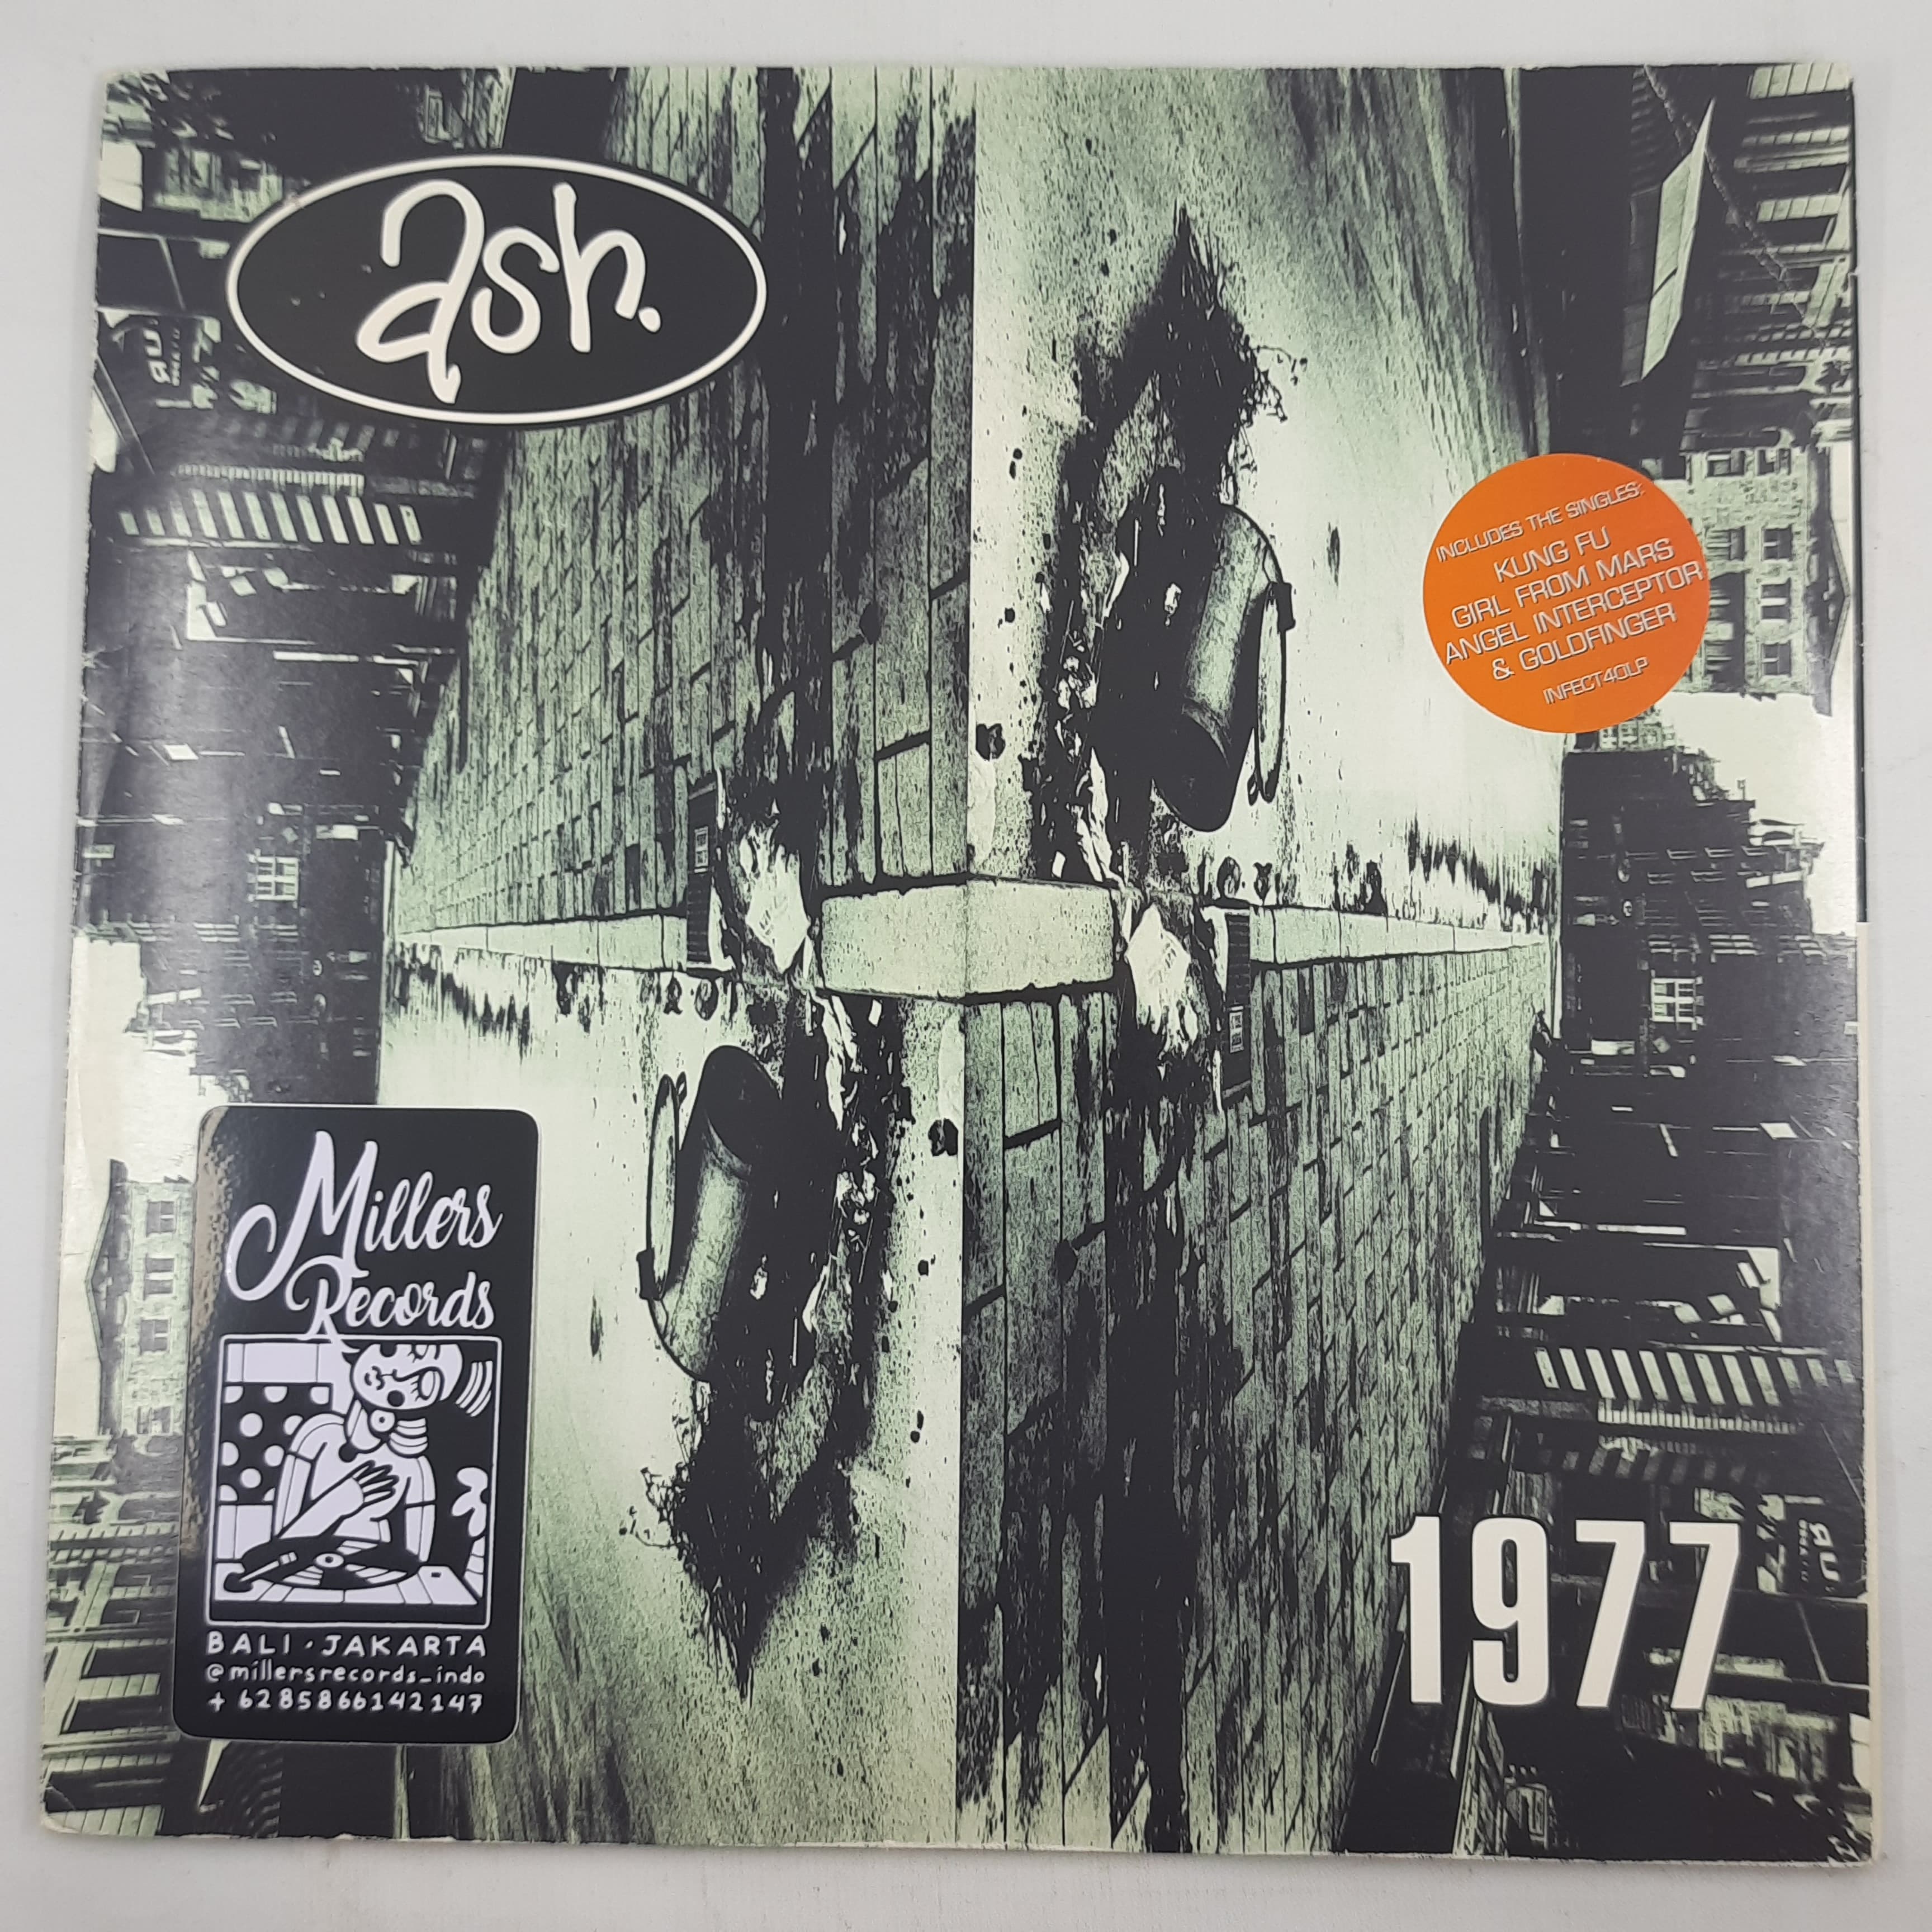 ash.
INCLUDES THE SINGLES:
KUNG FU
GIRL FROM MARS
ANGEL INTERCEPTOR
& GOLDFINGER
INFECT40LP
Millers
Records
BALI · JAKARTA
@millersrecords_indo
+ 6285866142147
1977